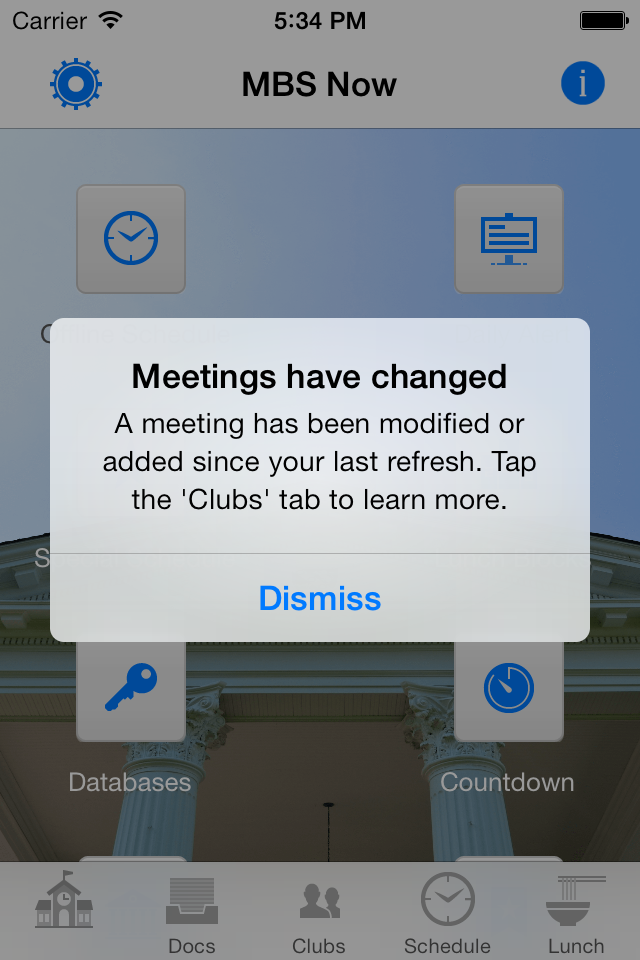 Carrier 5:34 PM
MBS Now
Meetings have changed
A meeting has been modified or
added since your last refresh. Tap
the 'Clubs' tab to learn more.
Dismiss
Databases Countdown
Docs Clubs Schedule Lunch